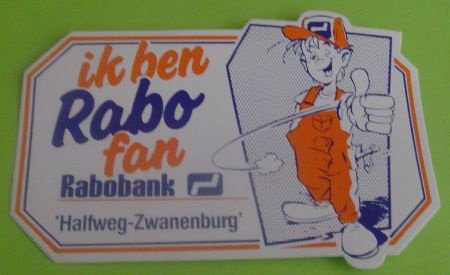 ik ben
Rabo
fan
Rabobank
'Halfweg-Zwanenburg'